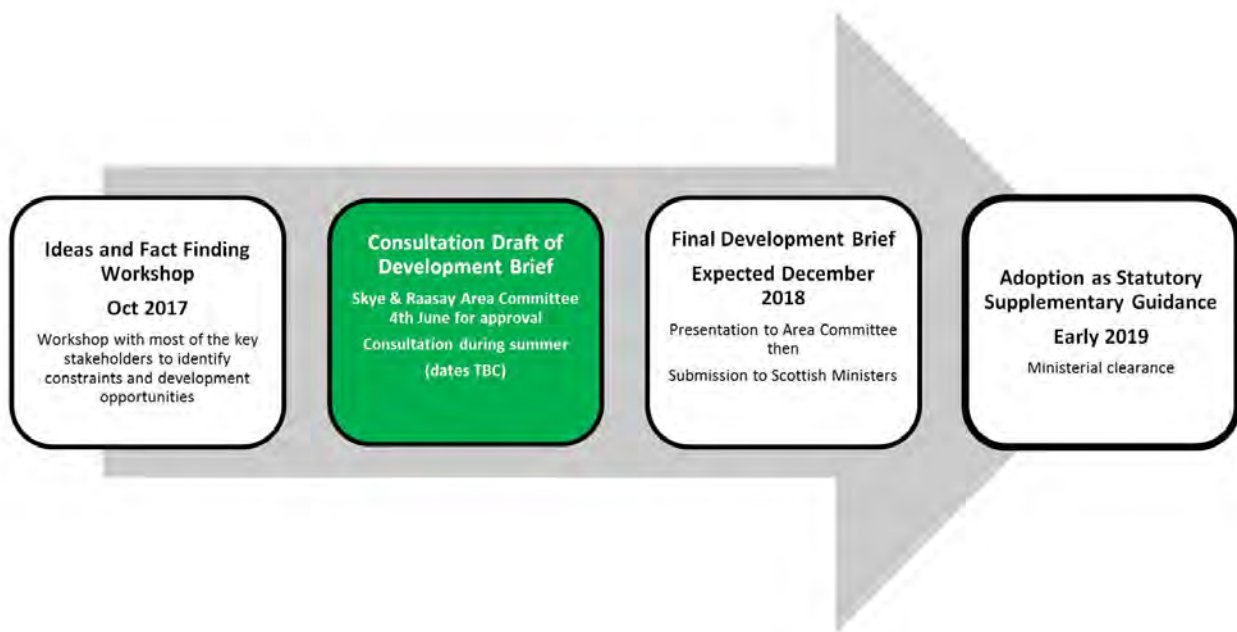 Ideas and Fact Finding
Workshop
Oct 2017
Workshop with most of the key
stakeholders to identify
constraints and development
opportunities
Consultation Draft of
Development Brief
Skye & Raasay Area Committee
4th June for approval
Consultation during summer
(dates TBC)
Final Development Brief
Expected December
2018
Presentation to Area Committee
then
Submission to Scottish Ministers
Adoption as Statutory
Supplementary Guidance
Early 2019
Ministerial clearance